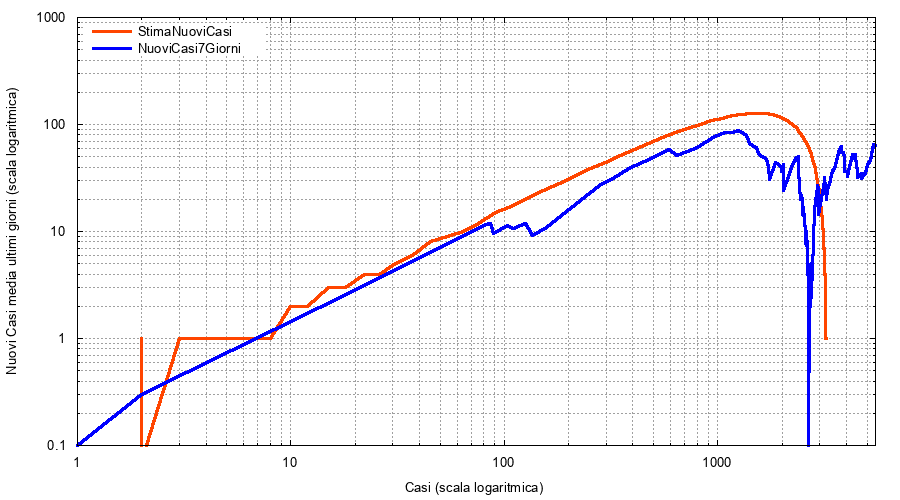 1000
StimaNuoviCasi
NuoviCasi7Giorni
100
10
1
0.1
Nuovi Casi media ultimi giorni (scala logaritmica)
1 10 100 1000
Casi (scala logaritmica)